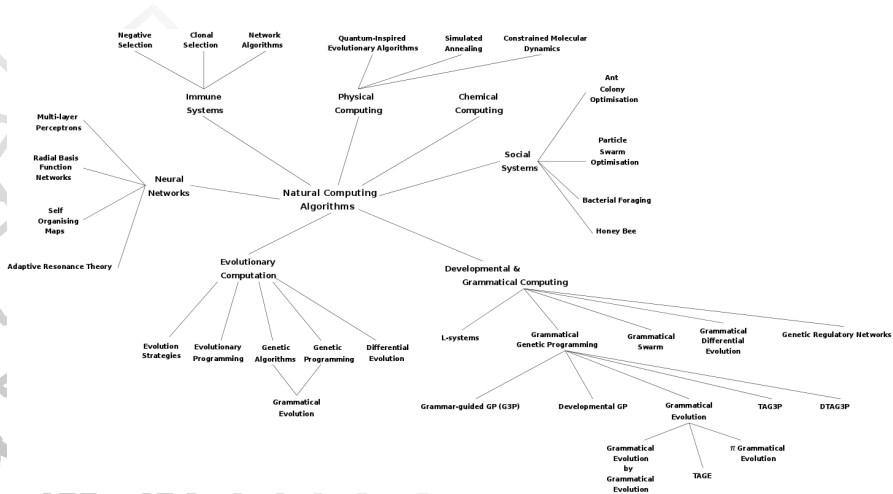 Negative
Selection
Clonal
Selection
Network
Algorithms
Quantum-Inspired
Evolutionary Algorithms
Simulated
Annealing
Constrained Molecular
Dynamics
Immune
Systems
Physical
Computing
Chemical
Computing
Ant
Colony
Optimisation
Multi-layer
Perceptrons
Social
Systems
Particle
Swarm
Optimisation
Radial Basis
Function
Networks
Neural
Networks
Natural Computing
Algorithms
Bacterial Foraging
Self
Organising
Maps
Honey Bee
Adaptive Resonance Theory
Evolutionary
Computation
Developmental &
Grammatical Computing
Evolution
Strategies
Evolutionary
Programming
Genetic
Algorithms
Genetic
Programming
Differential
Evolution
L-systems
Grammatical
Genetic Programming
Grammatical
Swarm
Grammatical
Differential
Evolution
Genetic Regulatory Networks
Grammatical
Evolution
Grammar-guided GP (G3P)
Developmental GP
Grammatical
Evolution
TAG3P
DTAG3P
Grammatical
Evolution
by
Grammatical
Evolution
TAGE
π Grammatical
Evolution